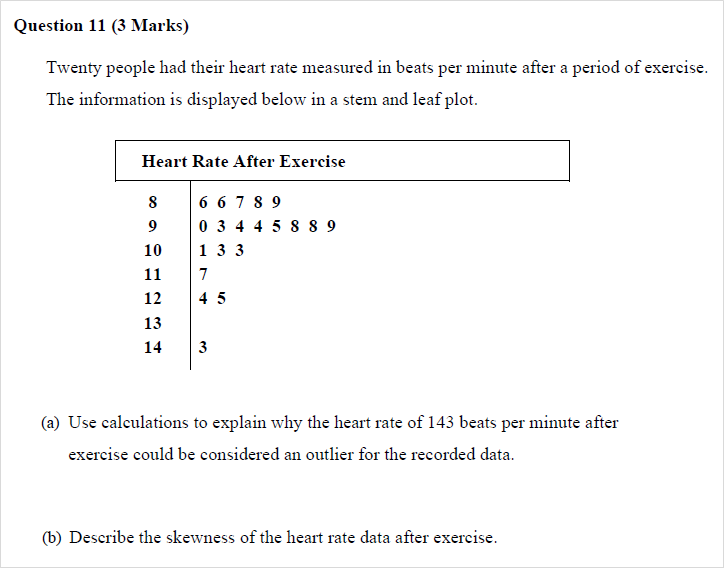 Question 11 (3 Marks)
Twenty people had their heart rate measured in beats per minute after a period of exercise.
The information is displayed below in a stem and leaf plot.
Heart Rate After Exercise
8 6 6 7 8 9
9 0 3 4 4 5 8 8 9
10 1 3 3
11 7
12 4 5
13
14 3
(a) Use calculations to explain why the heart rate of 143 beats per minute after
exercise could be considered an outlier for the recorded data.
(b) Describe the skewness of the heart rate data after exercise.